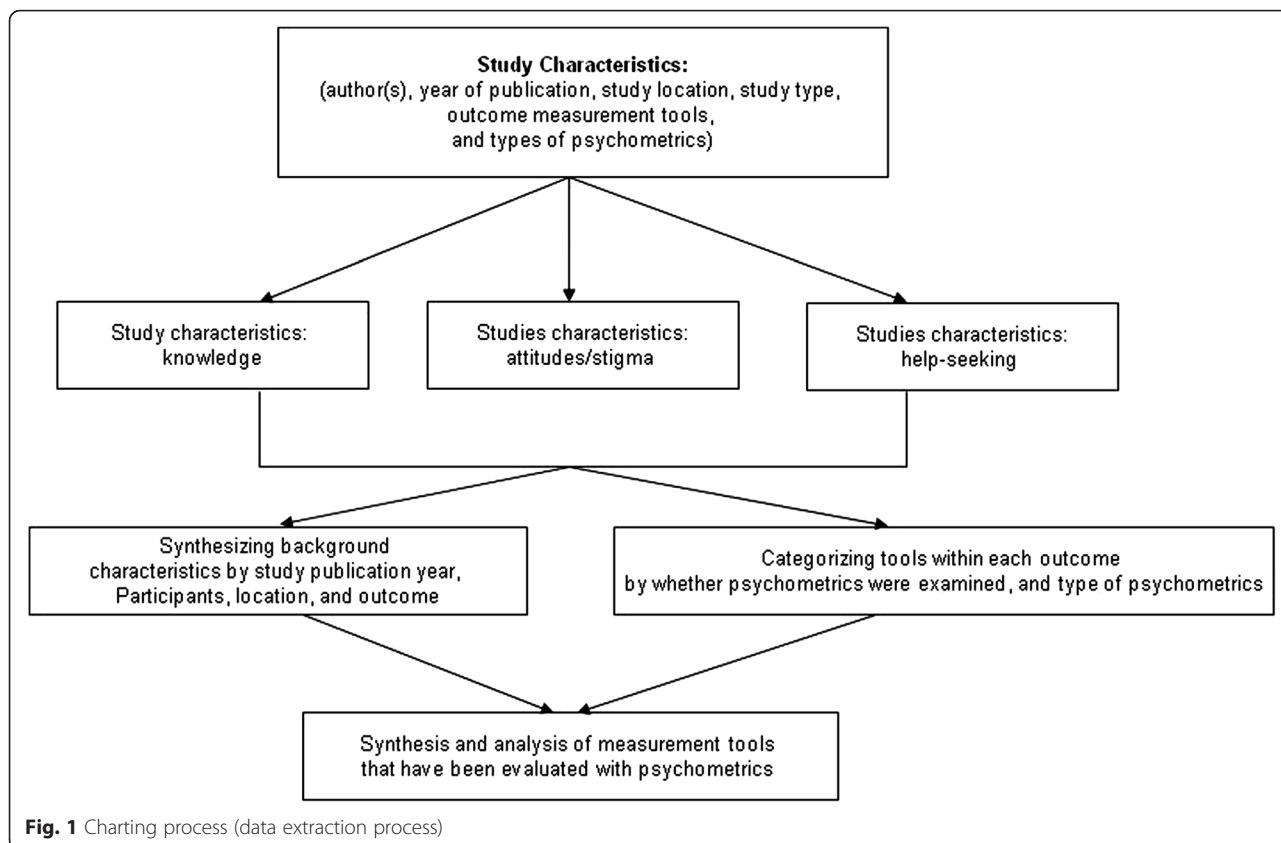 Study Characteristics:
(author(s), year of publication, study location, study type,
outcome measurement tools,
and types of psychometrics)
Study characteristics:
knowledge
Studies characteristics:
attitudes/stigma
Studies characteristics:
help-seeking
Synthesizing background
characteristics by study publication year,
Participants, location, and outcome
Categorizing tools within each outcome
by whether psychometrics were examined, and type of psychometrics
Synthesis and analysis of measurement tools
that have been evaluated with psychometrics
Fig. 1 Charting process (data extraction process)